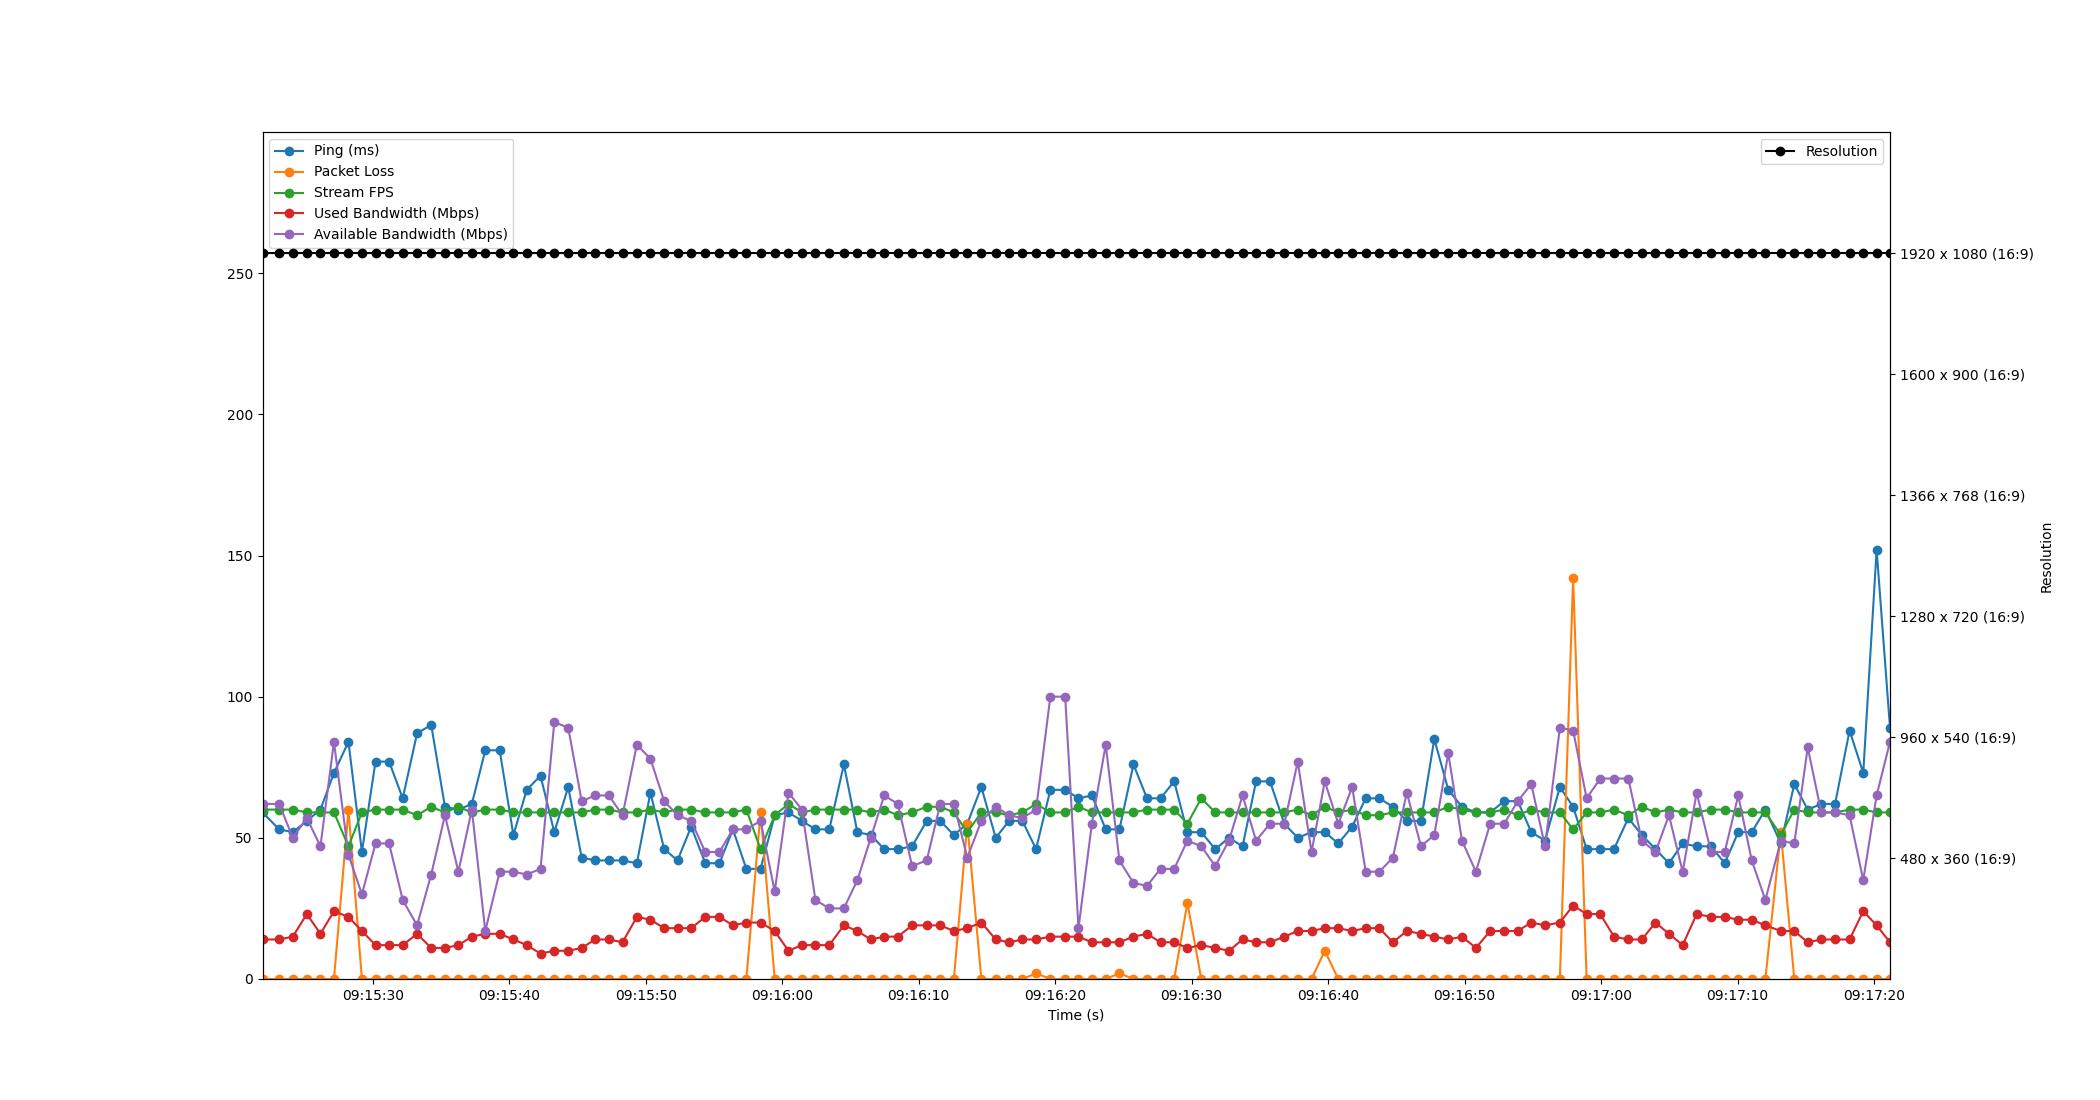 Ping (ms)
Packet Loss
Stream FPS
Used Bandwidth (Mbps)
Available Bandwidth (Mbps)
Resolution
250
200
150
100
50
0
1920 x 1080 (16:9)
1600 x 900 (16:9)
1366 x 768 (16:9)
1280 x 720 (16:9)
960 x 540 (16:9)
480 x 360 (16:9)
Resolution
09:15:30 09:15:40 09:15:50 09:16:00 09:16:10 09:16:20 09:16:30 09:16:40 09:16:50 09:17:00 09:17:10 09:17:20
Time (s)